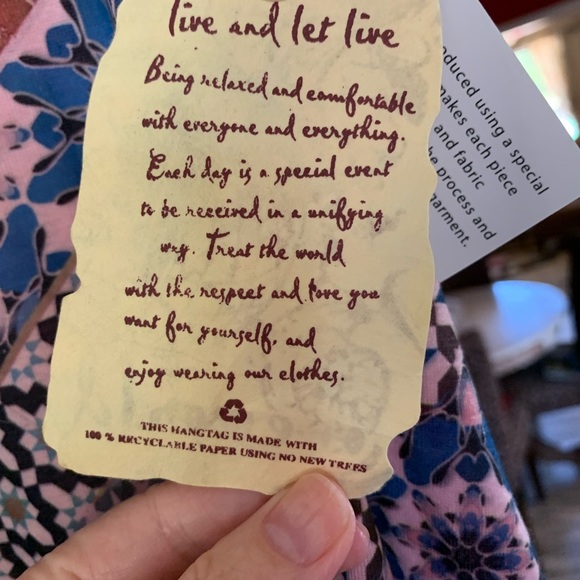 live and let live
Being relaxed and comfortable
with everyone and everything.
Each day is a special event
to be received in a unifying
way. Treat the world
with the respect and love you
want for yourself, and
enjoy wearing our clothes.
THIS HANGTAG IS MADE WITH
100 % RECYCLABLE PAPER USING NO NEW TREES
oduced using a special
makes each piece
and fabric
he process and
garment.